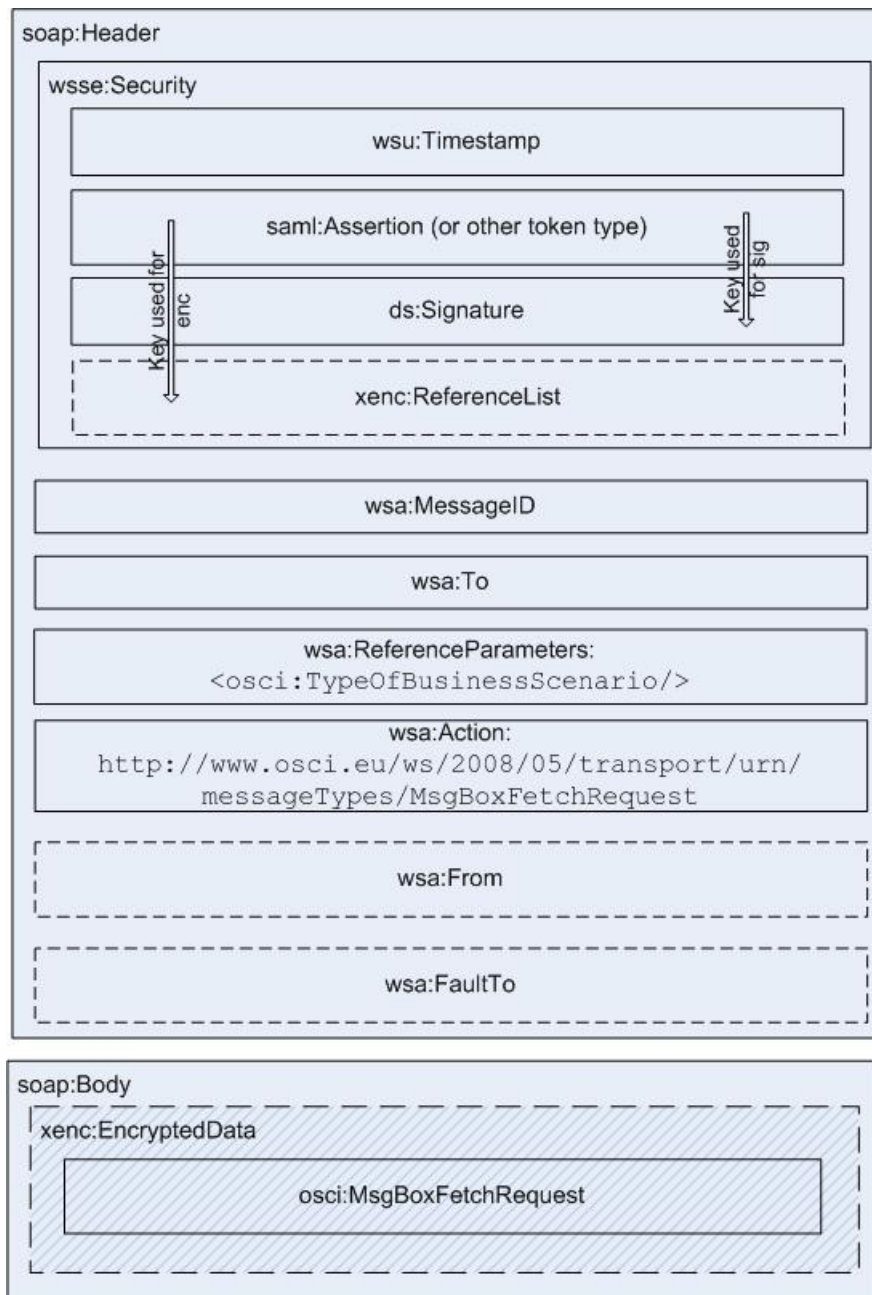 soap:Header
wsse:Security
wsu:Timestamp
saml:Assertion (or other token type)
Key used for
enc
Key used
for sig
ds:Signature
xenc:ReferenceList
wsa:MessageID
wsa:To
wsa:ReferenceParameters:
<osci:TypeOfBusinessScenario/>
wsa:Action:
http://www.osci.eu/ws/2008/05/transport/urn/
messageTypes/MsgBoxFetchRequest
wsa:From
wsa:FaultTo
soap:Body
xenc:EncryptedData
osci:MsgBoxFetchRequest